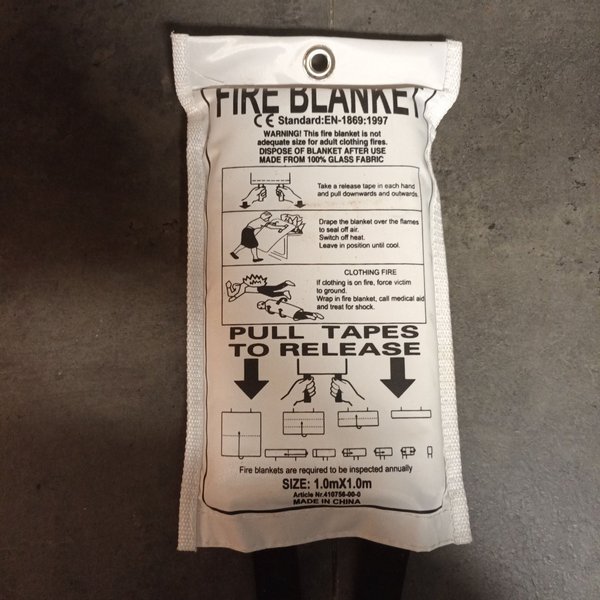 FIRE BLANKET
CE Standard:EN-1869:1997
WARNING! This fire blanket is not
adequate size for adult clothing fires.
DISPOSE OF BLANKET AFTER USE
MADE FROM 100% GLASS FABRIC
Take a release tape in each hand
and pull downwards and outwards.
Drape the blanket over the flames
to seal off air.
Switch off heat.
Leave in position until cool.
CLOTHING FIRE
If clothing is on fire, force victim
to ground.
Wrap in fire blanket, call medical aid
and treat for shock.
PULL TAPES
TO RELEASE
Fire blankets are required to be inspected annually
SIZE: 1.0mX1.0m
Article Nr.410756-00-0
MADE IN CHINA